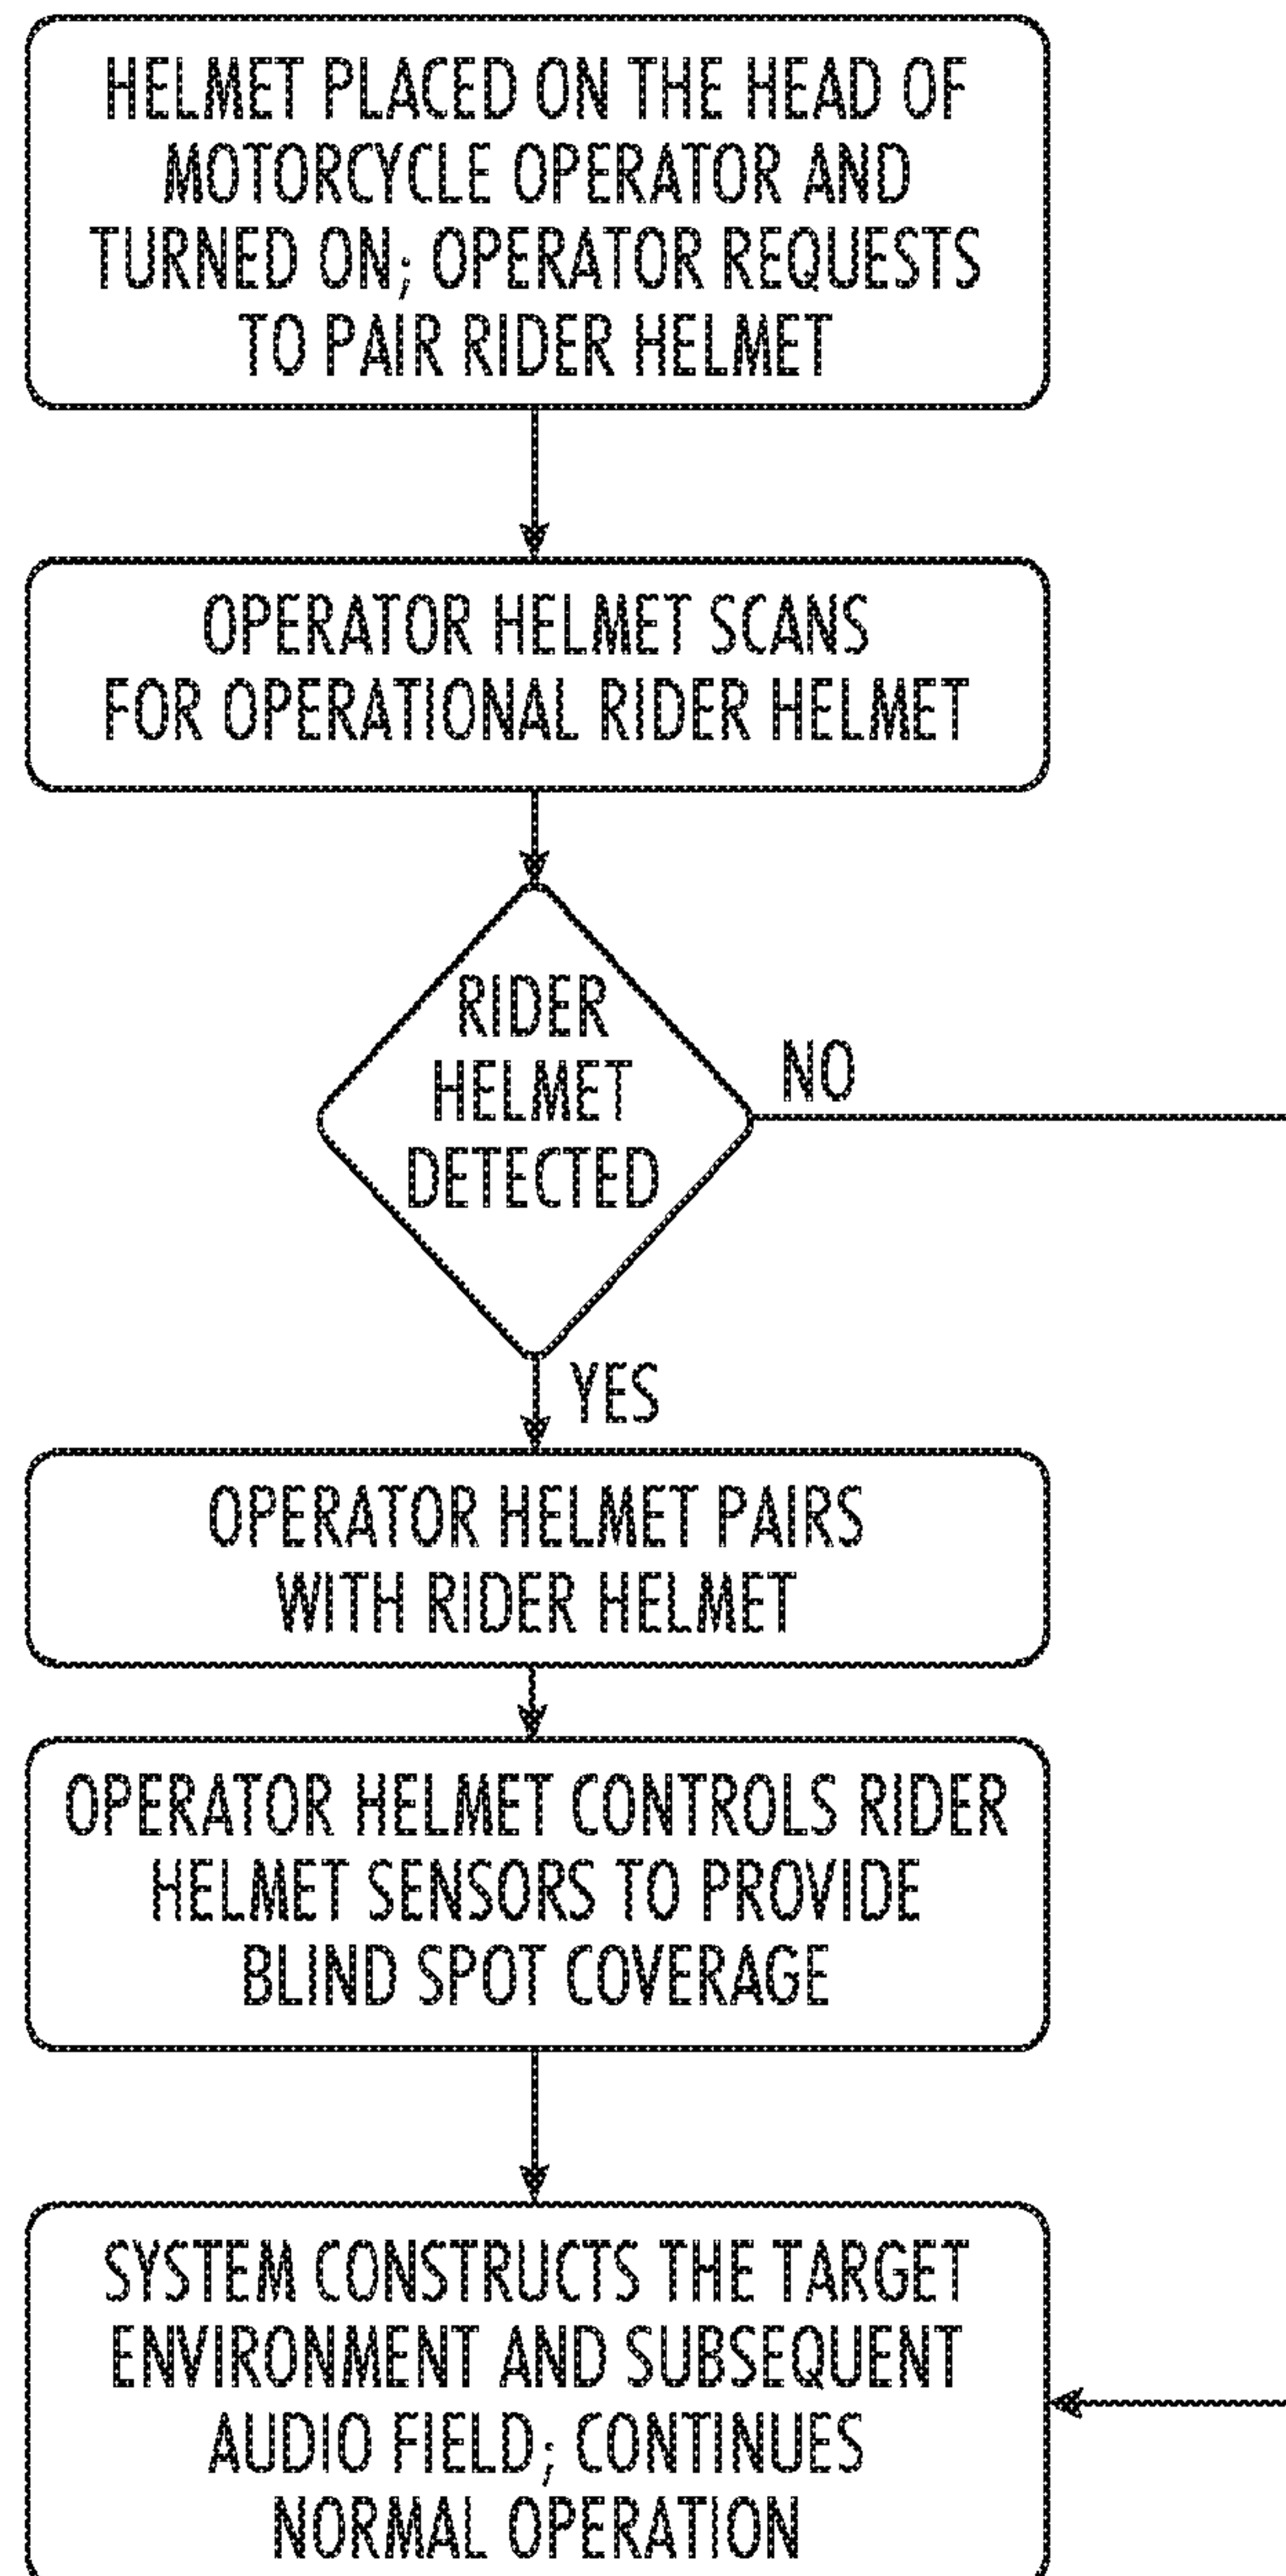 HELMET PLACED ON THE HEAD OF
MOTORCYCLE OPERATOR AND
TURNED ON; OPERATOR REQUESTS
TO PAIR RIDER HELMET
OPERATOR HELMET SCANS
FOR OPERATIONAL RIDER HELMET
RIDER
HELMET
DETECTED
NO
YES
OPERATOR HELMET PAIRS
WITH RIDER HELMET
OPERATOR HELMET CONTROLS RIDER
HELMET SENSORS TO PROVIDE
BLIND SPOT COVERAGE
SYSTEM CONSTRUCTS THE TARGET
ENVIRONMENT AND SUBSEQUENT
AUDIO FIELD; CONTINUES
NORMAL OPERATION